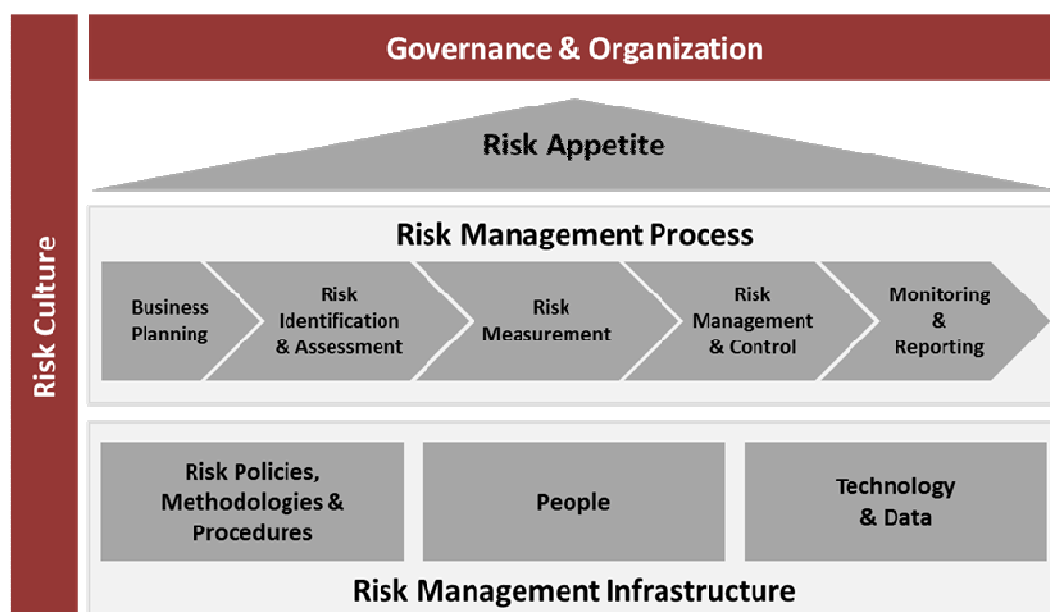 Governance & Organization
Risk Appetite
Risk Culture
Risk Management Process
Business
Planning
Risk
Identification
& Assessment
Risk
Measurement
Risk
Management
& Control
Monitoring
&
Reporting
Risk Policies,
Methodologies &
Procedures
People
Technology
& Data
Risk Management Infrastructure